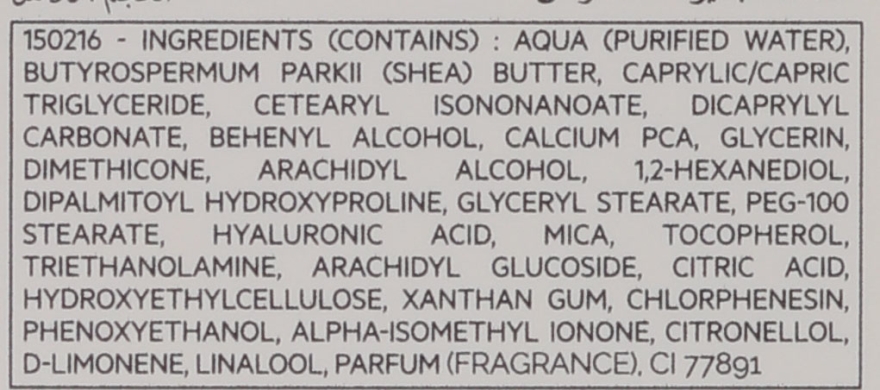 150216 - INGREDIENTS (CONTAINS) : AQUA (PURIFIED WATER),
BUTYROSPERMUM PARKII (SHEA) BUTTER, CAPRYLIC/CAPRIC
TRIGLYCERIDE, CETEARYL ISONONANOATE, DICAPRYLYL
CARBONATE, BEHENYL ALCOHOL, CALCIUM PCA, GLYCERIN,
DIMETHICONE, ARACHIDYL ALCOHOL, 1,2-HEXANEDIOL,
DIPALMITOYL HYDROXYPROLINE, GLYCERYL STEARATE, PEG-100
STEARATE, HYALURONIC ACID, MICA, TOCOPHEROL,
TRIETHANOLAMINE, ARACHIDYL GLUCOSIDE, CITRIC ACID,
HYDROXYETHYLCELLULOSE, XANTHAN GUM, CHLORPHENESIN,
PHENOXYETHANOL, ALPHA-ISOMETHYL IONONE, CITRONELLOL,
D-LIMONENE, LINALOOL, PARFUM (FRAGRANCE), CI 77891